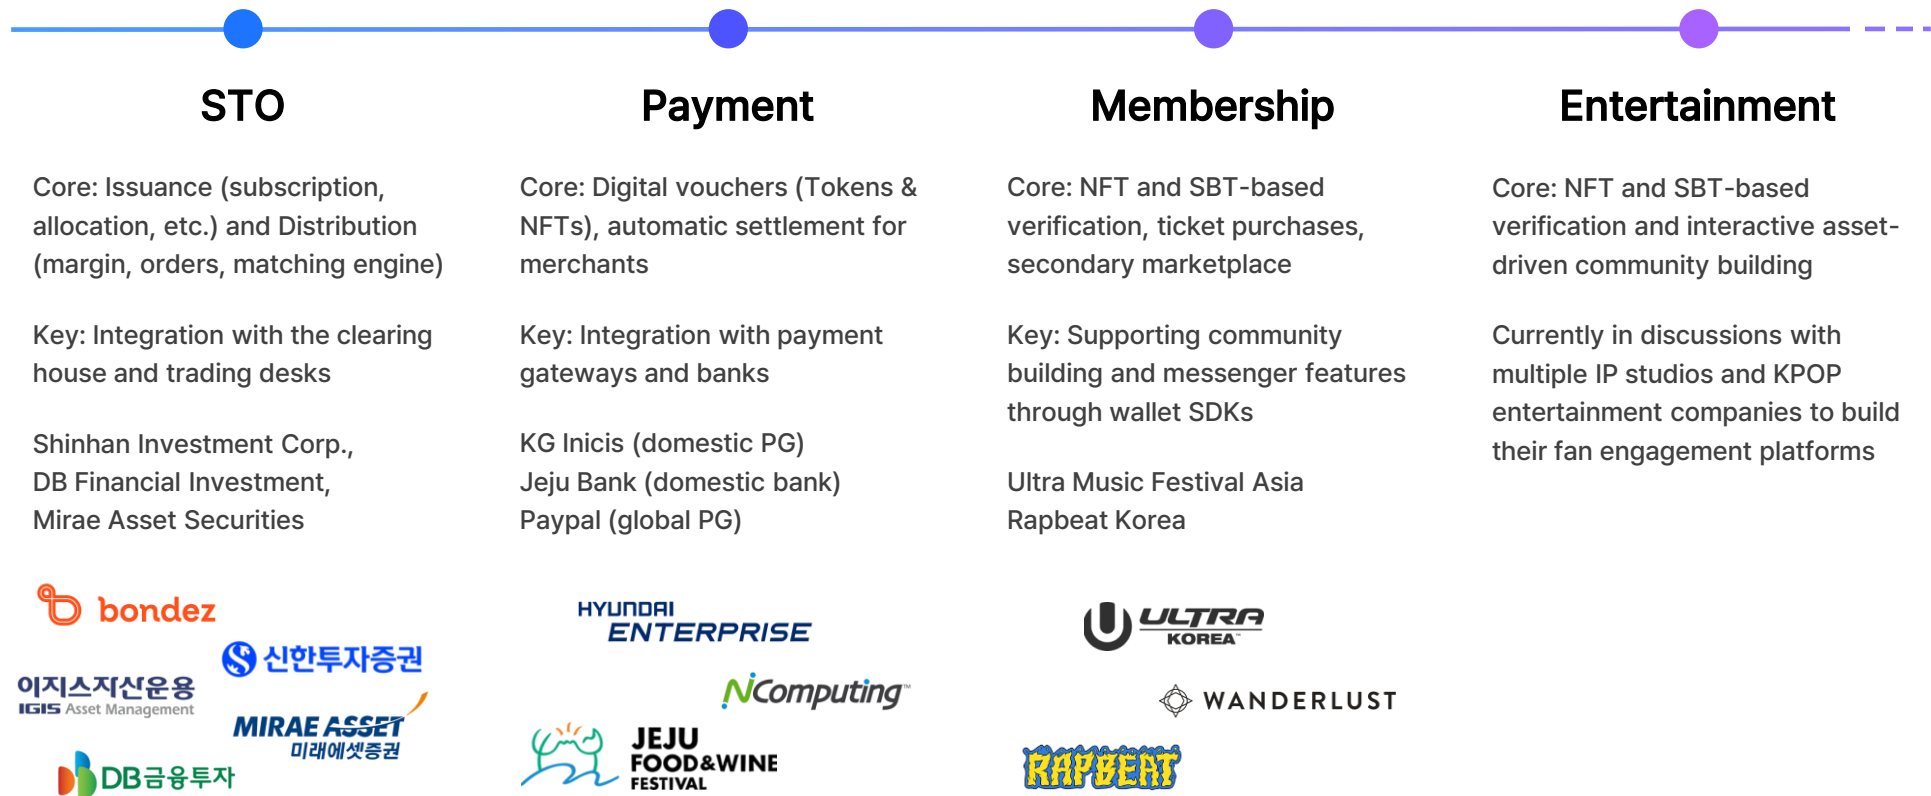 STO
Core: Issuance (subscription,
allocation, etc.) and Distribution
(margin, orders, matching engine)
Key: Integration with the clearing
house and trading desks
Shinhan Investment Corp.,
DB Financial Investment,
Mirae Asset Securities
bondez
신한투자증권
이지스자산운용
IGIS Asset Management
MIRAE ASSET
미래에셋증권
DB금융투자
Payment
Core: Digital vouchers (Tokens &
NFTs), automatic settlement for
merchants
Key: Integration with payment
gateways and banks
KG Inicis (domestic PG)
Jeju Bank (domestic bank)
Paypal (global PG)
HYUNDAI
ENTERPRISE
NComputing™
JEJU
FOOD&WINE
FESTIVAL
Membership
Core: NFT and SBT-based
verification, ticket purchases,
secondary marketplace
Key: Supporting community
building and messenger features
through wallet SDKs
Ultra Music Festival Asia
Rapbeat Korea
ULTRA
KOREA™
WANDERLUST
RAPBEAT
Entertainment
Core: NFT and SBT-based
verification and interactive asset-
driven community building
Currently in discussions with
multiple IP studios and KPOP
entertainment companies to build
their fan engagement platforms